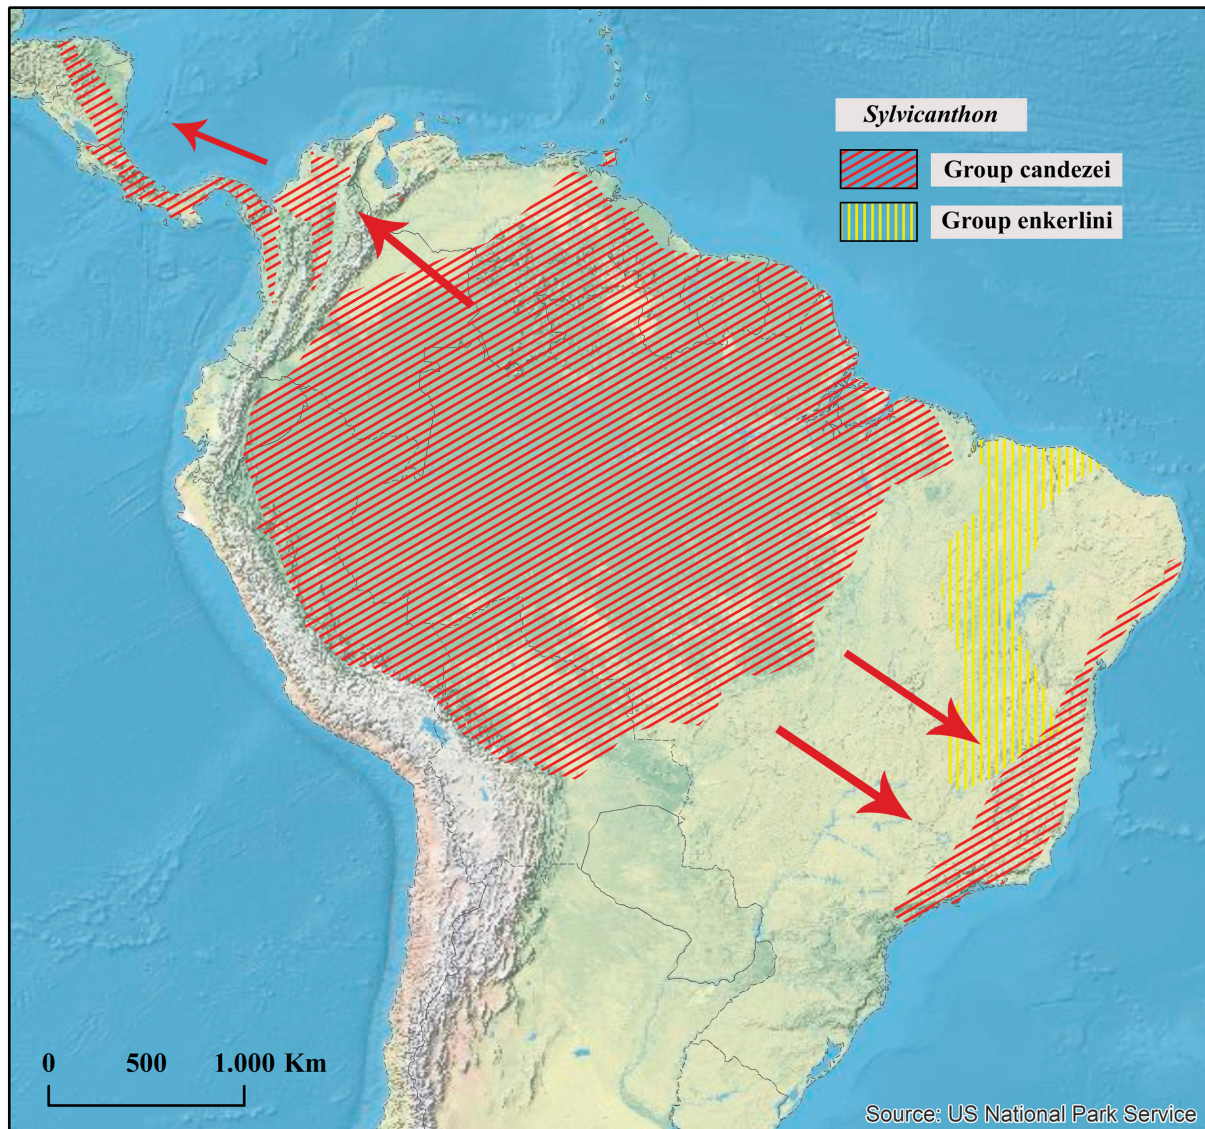 Sylvicanthon
Group candezei
Group enkerlini
0 500 1.000 Km
Source: US National Park Service